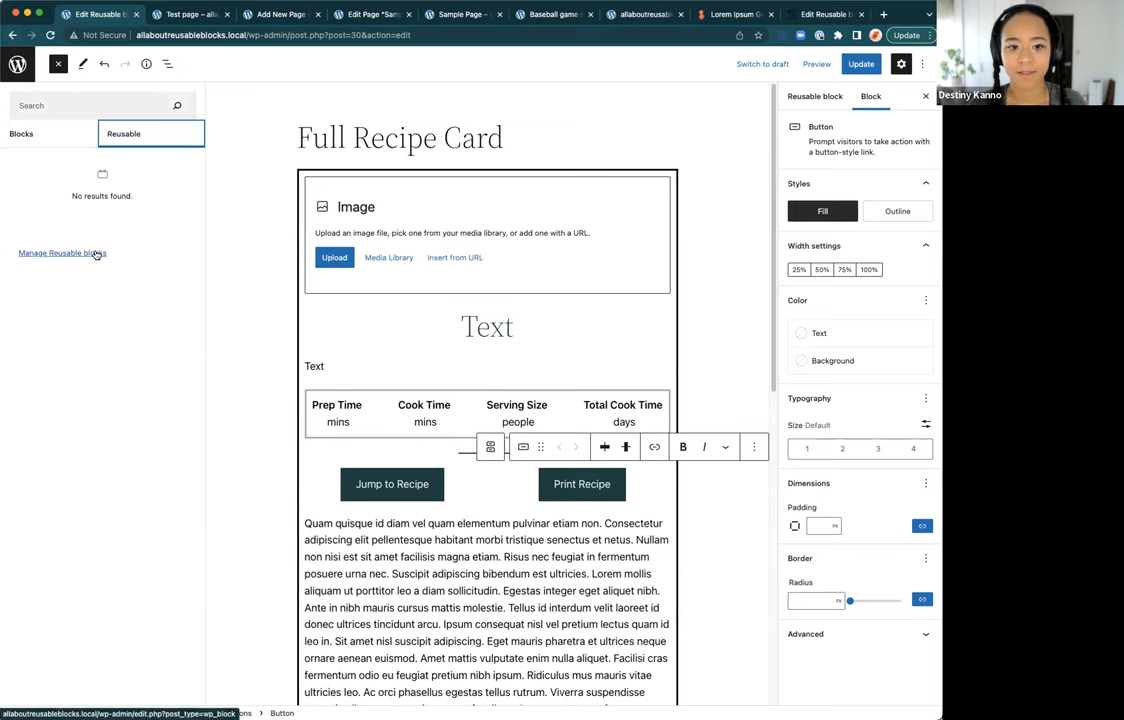 Edit Reusable b
Test page – alla
Add New Page
Edit Page "Samp
Sample Page –
Baseball game
allaboutreusabl
Lorem Ipsum G
Edit Reusable b
Not Secure
allaboutreusableblocks.local/wp-admin/post.php?post=30&action=edit
Update
Switch to draft
Preview
Update
Destiny Kanno
Search
Blocks
Reusable
No results found.
Manage Reusable blocks
Full Recipe Card
Image
Upload an image file, pick one from your media library, or add one with a URL.
Upload
Media Library
Insert from URL
Text
Text
Prep Time
Cook Time
Serving Size
Total Cook Time
mins
mins
people
days
B
I
Jump to Recipe
Print Recipe
Quam quisque id diam vel quam elementum pulvinar etiam non. Consectetur
adipiscing elit pellentesque habitant morbi tristique senectus et netus. Nullam
non nisi est sit amet facilisis magna etiam. Risus nec feugiat in fermentum
posuere urna nec. Suscipit adipiscing bibendum est ultricies. Lorem mollis
aliquam ut porttitor leo a diam sollicitudin. Egestas integer eget aliquet nibh.
Ante in nibh mauris cursus mattis molestie. Tellus id interdum velit laoreet id
donec ultrices tincidunt arcu. Ipsum consequat nisl vel pretium lectus quam id
leo in. Sit amet nisl suscipit adipiscing. Eget mauris pharetra et ultrices neque
ornare aenean euismod. Amet mattis vulputate enim nulla aliquet. Facilisi cras
fermentum odio eu feugiat pretium nibh ipsum. Ridiculus mus mauris vitae
ultricies leo. Ac orci phasellus egestas tellus rutrum. Viverra suspendisse
Reusable block
Block
Button
Prompt visitors to take action with
a button-style link.
Styles
Fill
Outline
Width settings
25%
50%
75%
100%
Color
Text
Background
Typography
Size Default
1
2
3
4
Dimensions
Padding
PX
Border
Radius
PX
Advanced
allaboutreusableblocks.local/wp-admin/edit.php?post_type=wp_block
ons
Button